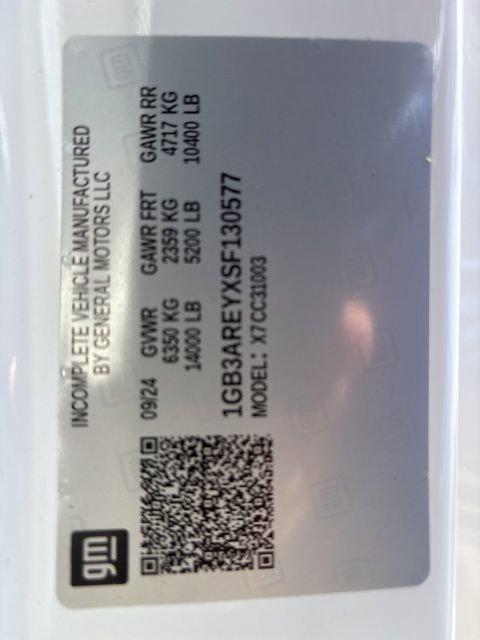 gm
INCOMPLETE VEHICLE MANUFACTURED
BY GENERAL MOTORS LLC
09/24 GVWR GAWR FRT GAWR RR
6350 KG 2359 KG 4717 KG
14000 LB 5200 LB 10400 LB
1GB3AREYXSF130577
MODEL: X7CC31003